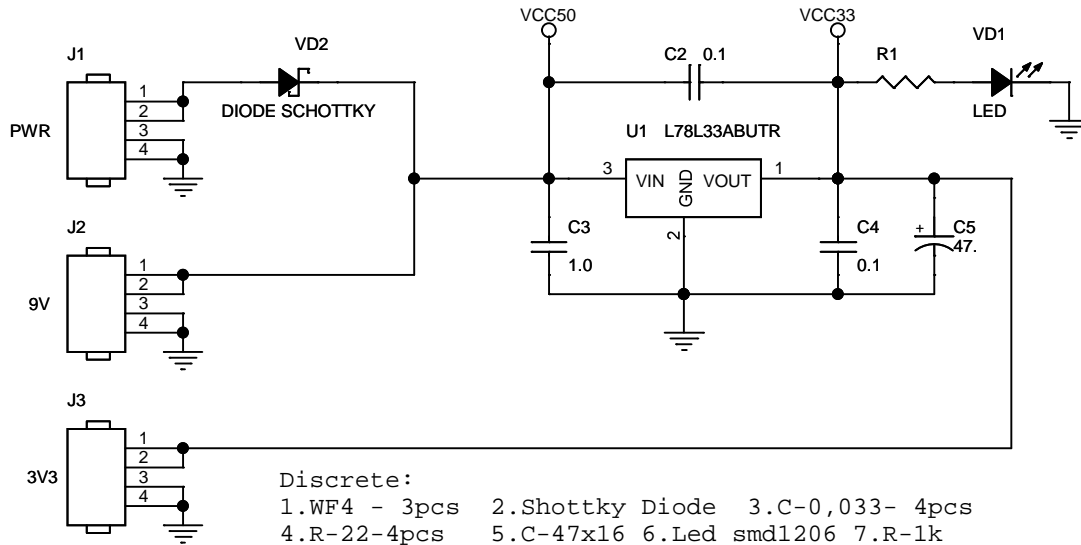 VCC50
VCC33
J1
VD2
C2
0.1
R1
VD1
1
2
3
4
PWR
DIODE SCHOTTKY
LED
U1 L78L33ABUTR
3
VIN
GND
VOUT
1
2
J2
C3
1.0
C4
0.1
+
C5
47.
1
2
3
4
9V
J3
1
2
3
4
3V3
Discrete:
1.WF4 - 3pcs 2.Shottky Diode 3.C-0,033- 4pcs
4.R-22-4pcs 5.C-47x16 6.Led smd1206 7.R-1k